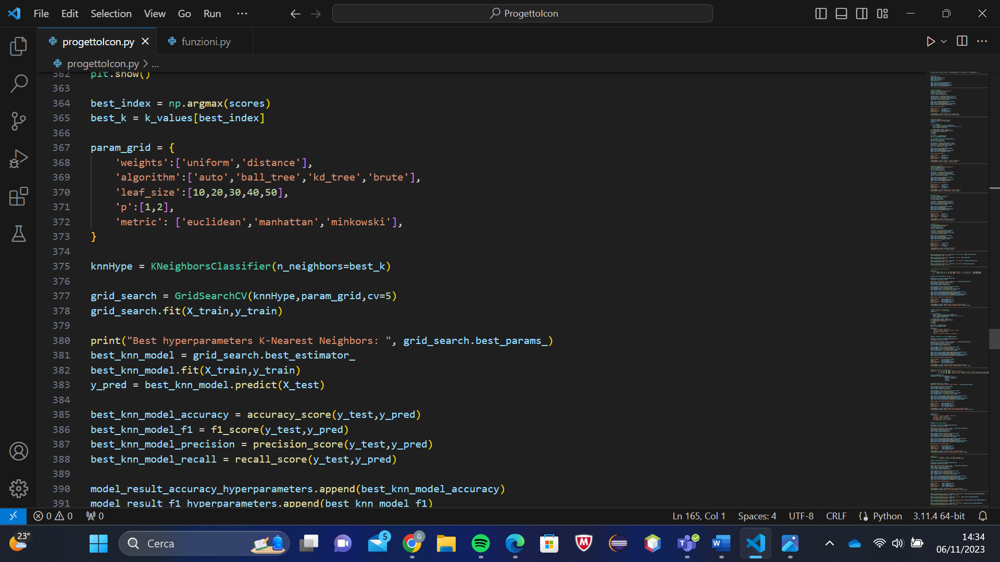 File Edit Selection View Go Run ··· ProgettoIcon
progettoIcon.py funzioni.py
progettoIcon.py > ...
362 plt.show()
363
364 best_index = np.argmax(scores)
365 best_k = k_values[best_index]
366
367 param_grid = {
368 'weights':['uniform','distance'],
369 'algorithm':['auto','ball_tree','kd_tree','brute'],
370 'leaf_size':[10,20,30,40,50],
371 'p':[1,2],
372 'metric': ['euclidean','manhattan','minkowski'],
373 }
374
375 knnHype = KNeighborsClassifier(n_neighbors=best_k)
376
377 grid_search = GridSearchCV(knnHype,param_grid,cv=5)
378 grid_search.fit(X_train,y_train)
379
380 print("Best hyperparameters K-Nearest Neighbors: ", grid_search.best_params_)
381 best_knn_model = grid_search.best_estimator_
382 best_knn_model.fit(X_train,y_train)
383 y_pred = best_knn_model.predict(X_test)
384
385 best_knn_model_accuracy = accuracy_score(y_test,y_pred)
386 best_knn_model_f1 = f1_score(y_test,y_pred)
387 best_knn_model_precision = precision_score(y_test,y_pred)
388 best_knn_model_recall = recall_score(y_test,y_pred)
389
390 model_result_accuracy_hyperparameters.append(best_knn_model_accuracy)
391 model_result_f1_hyperparameters.append(best_knn_model_f1)
0 0 0 Ln 165, Col 1 Spaces: 4 UTF-8 CRLF Python 3.11.4 64-bit
23° Cerca 5 G 14:34
06/11/2023